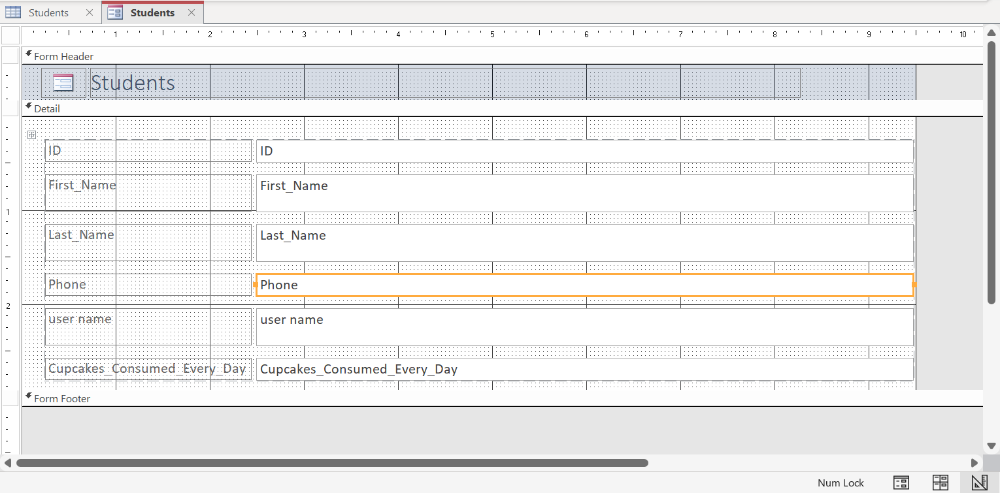 Students Students
1 2 3 4 5 6 7 8 9 10
Form Header
Students
Detail
ID ID
First_Name First_Name
1
Last_Name Last_Name
Phone Phone
2
user name user name
Cupcakes_Consumed_Every_Day Cupcakes_Consumed_Every_Day
Form Footer
Num Lock